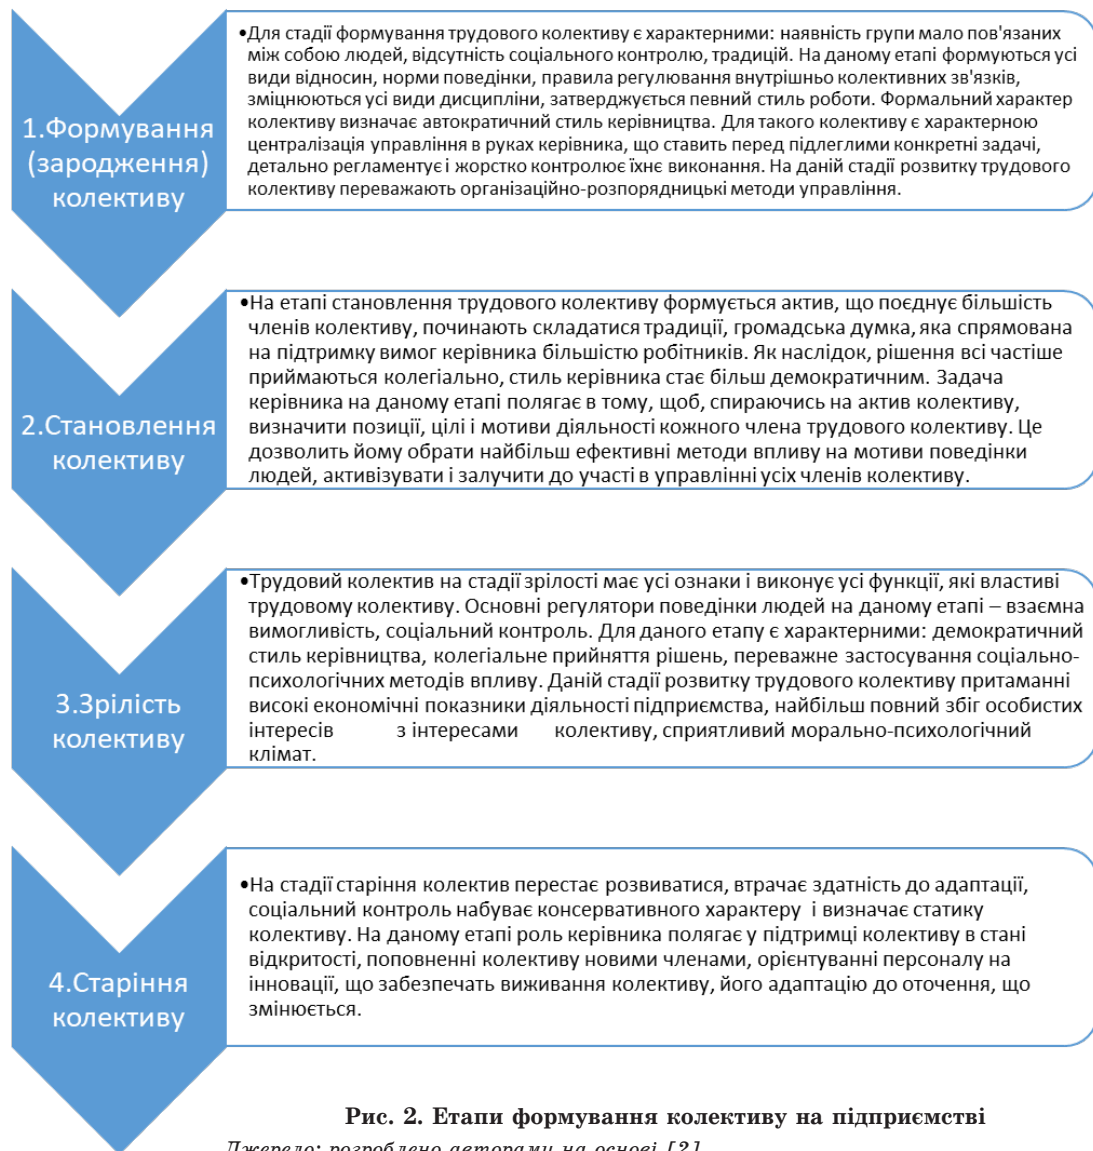 1.Формування
(зародження)
колективу
•Для стадії формування трудового колективу є характерними: наявність групи мало пов'язаних
між собою людей, відсутність соціального контролю, традицій. На даному етапі формуються усі
види відносин, норми поведінки, правила регулювання внутрішньо колективних зв'язків,
зміцнюються усі види дисципліни, затверджується певний стиль роботи. Формальний характер
колективу визначає автократичний стиль керівництва. Для такого колективу є характерною
централізація управління в руках керівника, що ставить перед підлеглими конкретні задачі,
детально регламентує і жорстко контролює їхнє виконання. На даній стадії розвитку трудового
колективу переважають організаційно-розпорядницькі методи управління.
2.Становлення
колективу
•На етапі становлення трудового колективу формується актив, що поєднує більшість
членів колективу, починають складатися традиції, громадська думка, яка спрямована
на підтримку вимог керівника більшістю робітників. Як наслідок, рішення всі частіше
приймаються колегіально, стиль керівника стає більш демократичним. Задача
керівника на даному етапі полягає в тому, щоб, спираючись на актив колективу,
визначити позиції, цілі і мотиви діяльності кожного члена трудового колективу. Це
дозволить йому обрати найбільш ефективні методи впливу на мотиви поведінки
людей, активізувати і залучити до участі в управлінні усіх членів колективу.
3.Зрілість
колективу
•Трудовий колектив на стадії зрілості має усі ознаки і виконує усі функції, які властиві
трудовому колективу. Основні регулятори поведінки людей на даному етапі – взаємна
вимогливість, соціальний контроль. Для даного етапу є характерними: демократичний
стиль керівництва, колегіальне прийняття рішень, переважне застосування соціально-
психологічних методів впливу. Даній стадії розвитку трудового колективу притаманні
високі економічні показники діяльності підприємства, найбільш повний збіг особистих
інтересів з інтересами колективу, сприятливий морально-психологічний
клімат.
4.Старіння
колективу
•На стадії старіння колектив перестає розвиватися, втрачає здатність до адаптації,
соціальний контроль набуває консервативного характеру і визначає статику
колективу. На даному етапі роль керівника полягає у підтримці колективу в стані
відкритості, поповненні колективу новими членами, орієнтуванні персоналу на
інновації, що забезпечать виживання колективу, його адаптацію до оточення, що
змінюється.
Рис. 2. Етапи формування колективу на підприємстві
Джерело: розроблено авторами на основі [2]